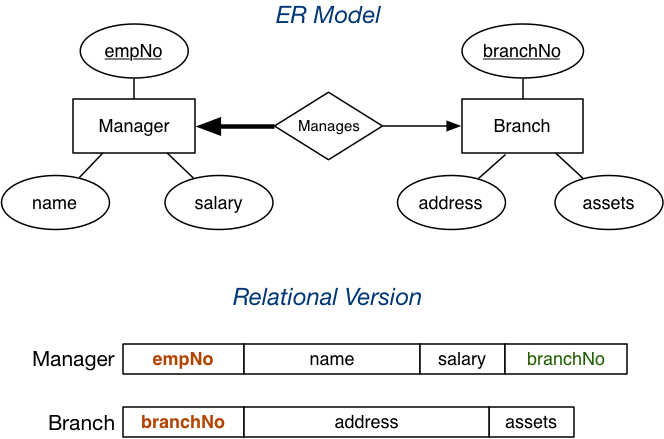 ER Model
empNo
branchNo
Manager
Manages
Branch
name
salary
address
assets
Relational Version
Manager empNo name salary branchNo
Branch branchNo address assets